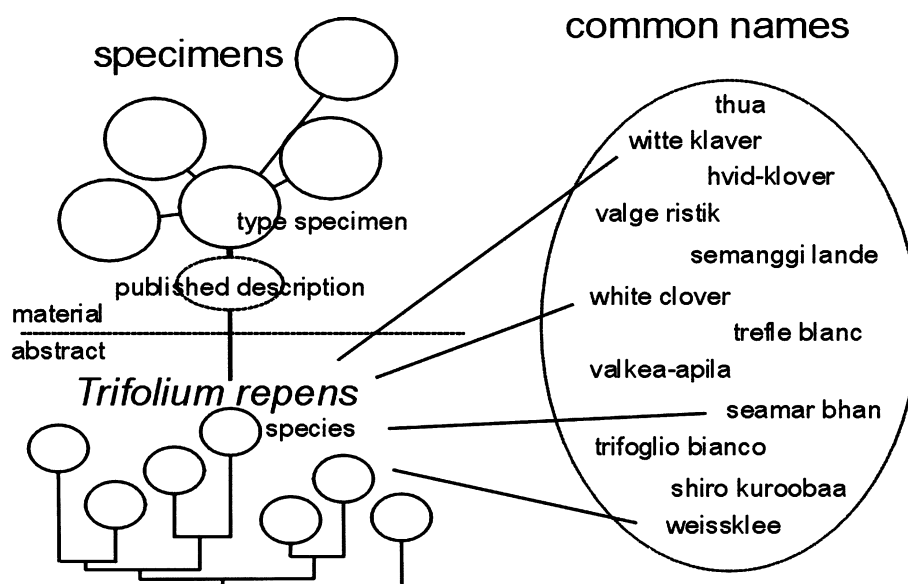 specimens
type specimen
published description
material
abstract
Trifolium repens
species
common names
thua
witte klaver
hvid-klover
valge ristik
semanggi lande
white clover
trefle blanc
valkea-apila
seamar bhan
trifoglio bianco
shiro kuroobaa
weissklee